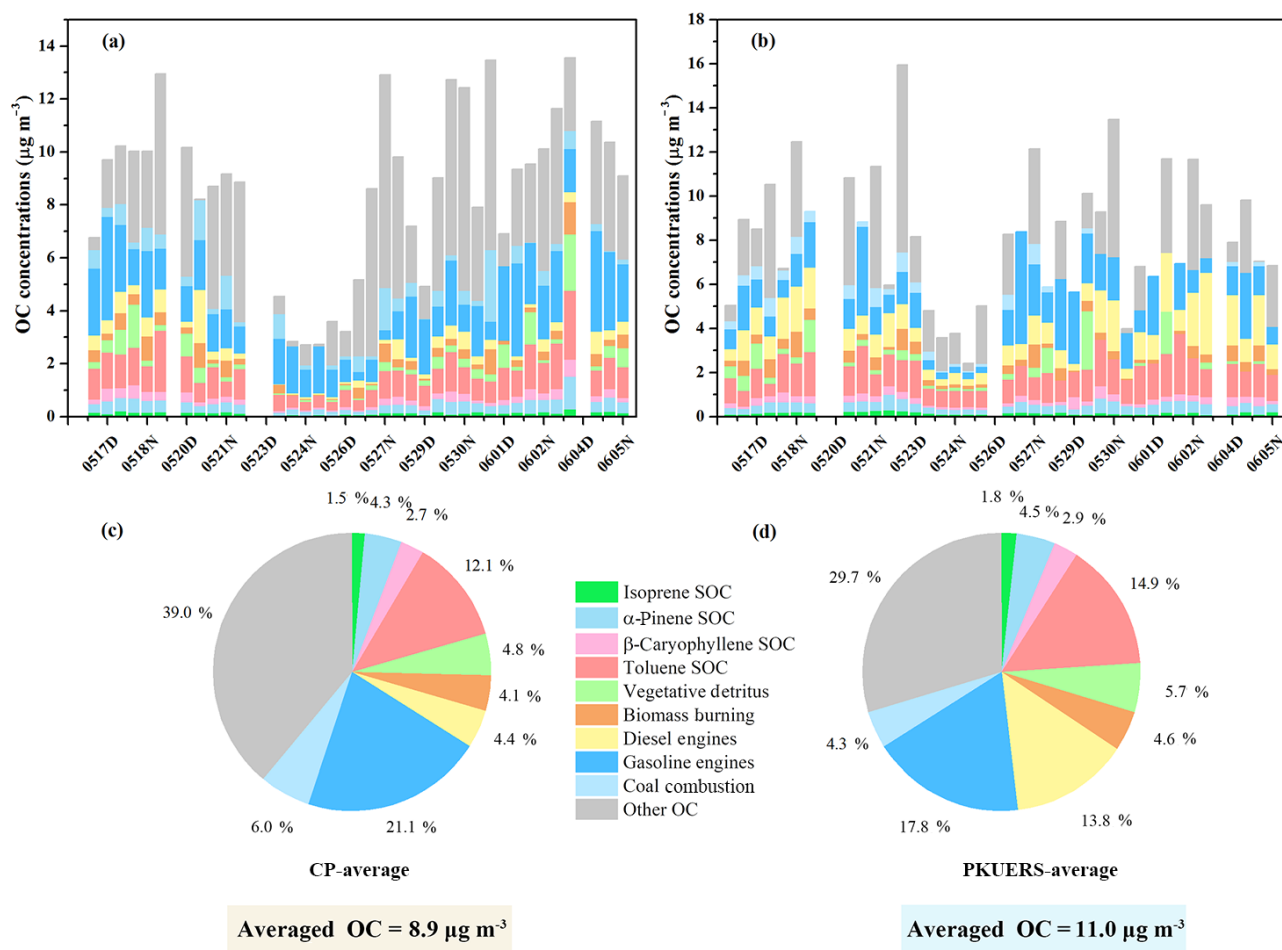 (a)
OC concentrations (μg m⁻³)
14
12
10
8
6
4
2
0
0517D 0518N 0520D 0521N 0523D 0524N 0526D 0527N 0529D 0530N 0601D 0602N 0604D 0605N
(b)
OC concentrations (μg m⁻³)
18
16
14
12
10
8
6
4
2
0
0517D 0518N 0520D 0521N 0523D 0524N 0526D 0527N 0529D 0530N 0601D 0602N 0604D 0605N
(c)
1.5 %
4.3 %
2.7 %
12.1 %
4.8 %
4.1 %
4.4 %
21.1 %
6.0 %
39.0 %
CP-average
Averaged OC = 8.9 μg m⁻³
Isoprene SOC
α-Pinene SOC
β-Caryophyllene SOC
Toluene SOC
Vegetative detritus
Biomass burning
Diesel engines
Gasoline engines
Coal combustion
Other OC
(d)
1.8 %
4.5 %
2.9 %
14.9 %
5.7 %
4.6 %
13.8 %
17.8 %
4.3 %
29.7 %
PKUERS-average
Averaged OC = 11.0 μg m⁻³